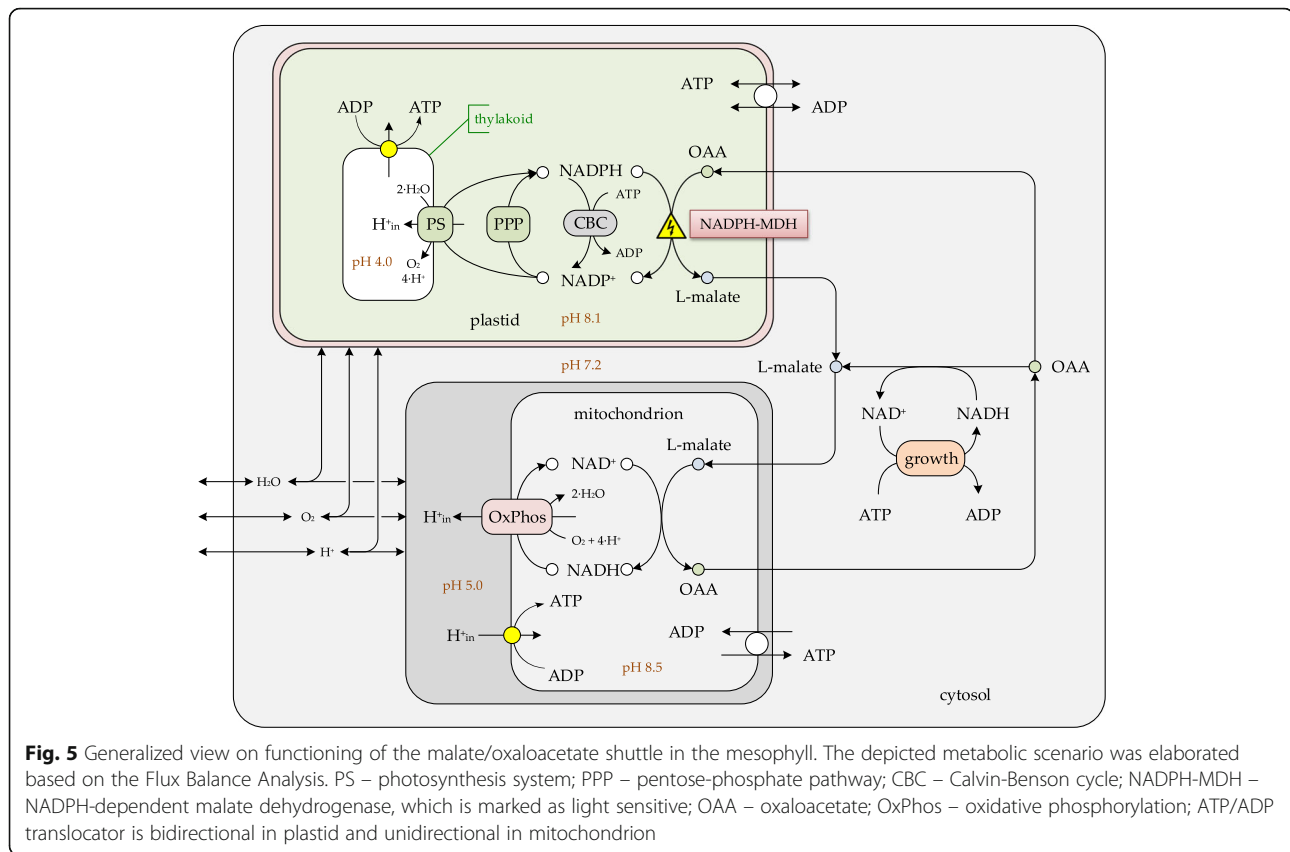 ADP
ATP
thylakoid
2·H₂O
H⁺in
PS
O₂
4·H⁺
pH 4.0
PPP
NADPH
ATP
CBC
ADP
NADP⁺
OAA
NADPH-MDH
L-malate
plastid
pH 8.1
ATP
ADP
pH 7.2
L-malate
OAA
NAD⁺
NADH
growth
ATP
ADP
mitochondrion
L-malate
NAD⁺
2·H₂O
H⁺in
OxPhos
O₂ + 4·H⁺
NADH
OAA
pH 5.0
ATP
H⁺in
ADP
pH 8.5
ADP
ATP
H₂O
O₂
H⁺
cytosol
Fig. 5 Generalized view on functioning of the malate/oxaloacetate shuttle in the mesophyll. The depicted metabolic scenario was elaborated
based on the Flux Balance Analysis. PS – photosynthesis system; PPP – pentose-phosphate pathway; CBC – Calvin-Benson cycle; NADPH-MDH –
NADPH-dependent malate dehydrogenase, which is marked as light sensitive; OAA – oxaloacetate; OxPhos – oxidative phosphorylation; ATP/ADP
translocator is bidirectional in plastid and unidirectional in mitochondrion